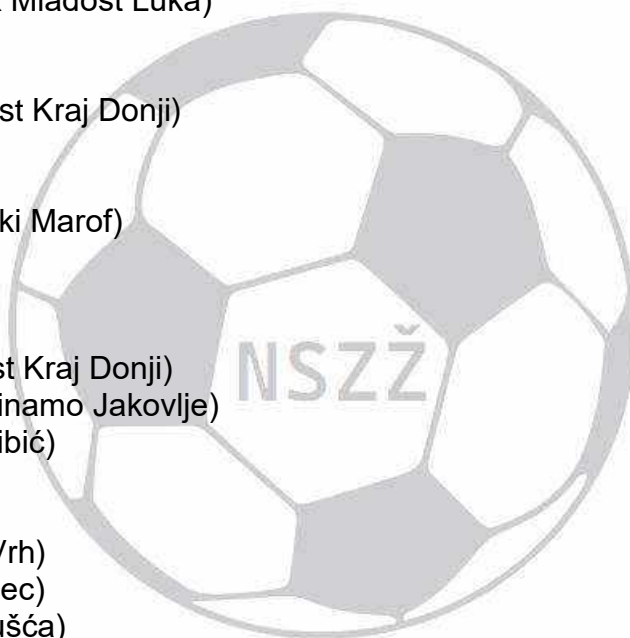 Mladost Luka)
st Kraj Donji)
ki Marof)
st Kraj Donji)
NSZŽ
inamo Jakovlje)
ibić)
Vrh)
ec)
ušća)